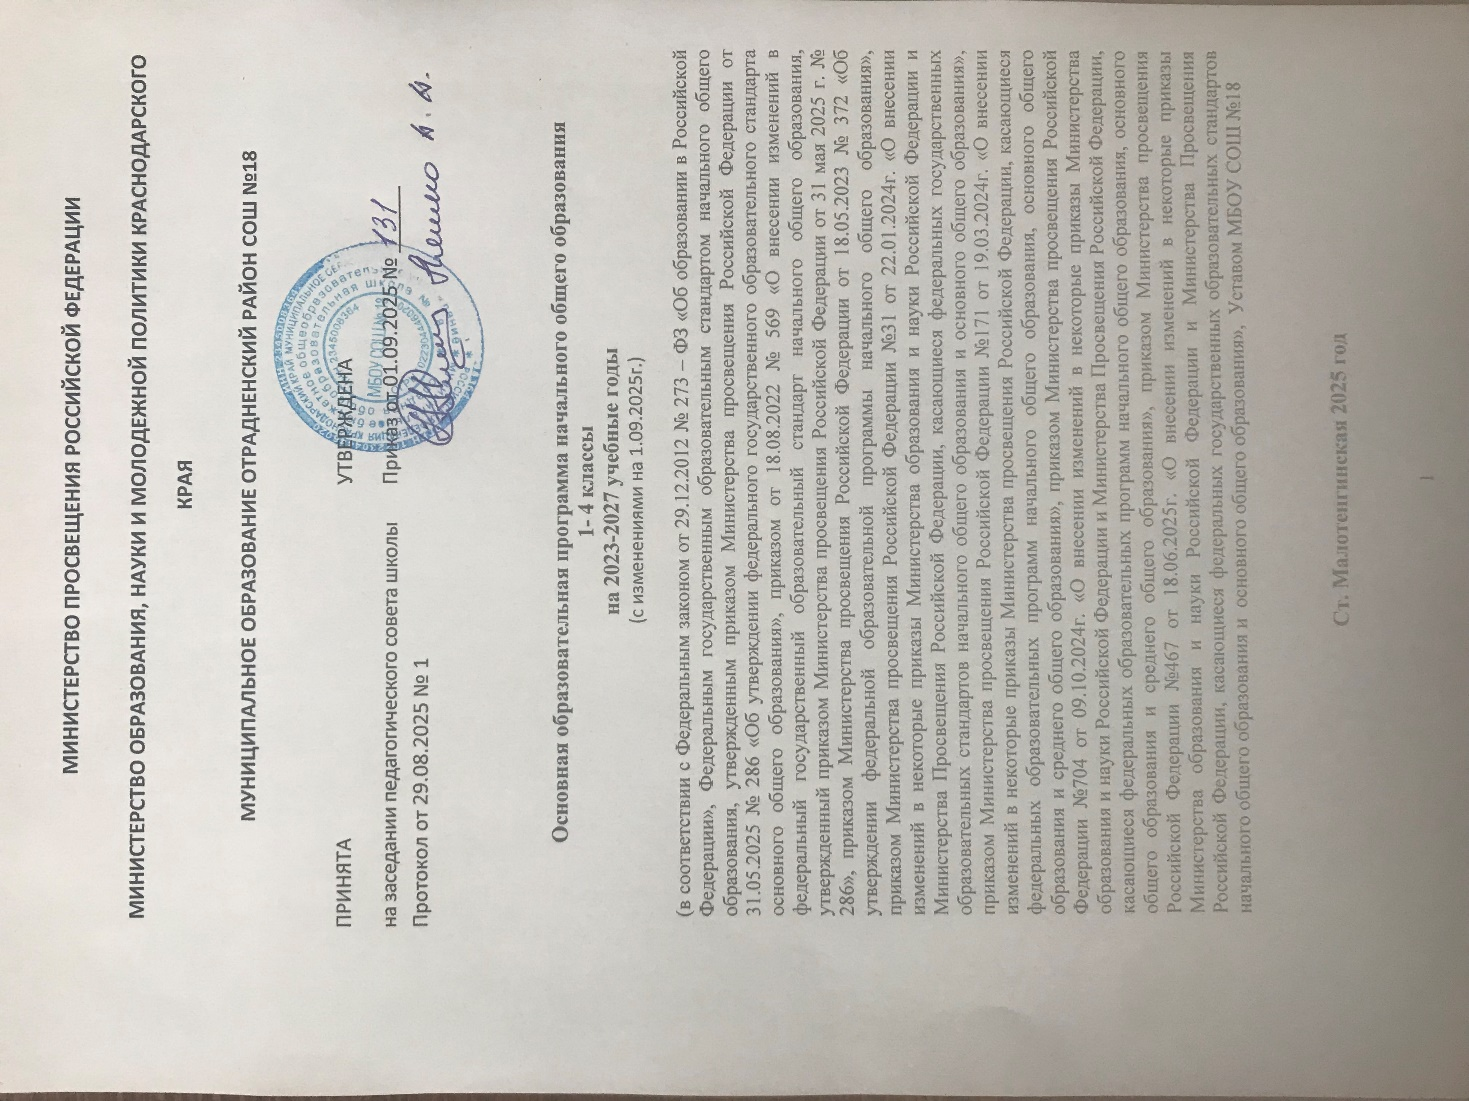 МИНИСТЕРСТВО ПРОСВЕЩЕНИЯ РОССИЙСКОЙ ФЕДЕРАЦИИ
МИНИСТЕРСТВО ОБРАЗОВАНИЯ, НАУКИ И МОЛОДЕЖНОЙ ПОЛИТИКИ КРАСНОДАРСКОГО
КРАЯ
МУНИЦИПАЛЬНОЕ ОБРАЗОВАНИЕ ОТРАДНЕНСКИЙ РАЙОН СОШ №18
ПРИНЯТА
на заседании педагогического совета школы
Протокол от 29.08.2025 № 1
УТВЕРЖДЕНА
Приказ от 01.09.2025 № 131
МБОУ СОШ № 18
Основная образовательная программа начального общего образования
1- 4 классы
на 2023-2027 учебные годы
(с изменениями на 1.09.2025г.)
(в соответствии с Федеральным законом от 29.12.2012 № 273 – ФЗ «Об образовании в Российской
Федерации», Федеральным государственным образовательным стандартом начального общего
образования, утвержденным приказом Министерства просвещения Российской Федерации от
31.05.2025 № 286 «Об утверждении федерального государственного образовательного стандарта
основного общего образования», приказом от 18.08.2022 № 569 «О внесении изменений в
федеральный государственный образовательный стандарт начального общего образования,
утвержденный приказом Министерства просвещения Российской Федерации от 31 мая 2025 г. №
286», приказом Министерства просвещения Российской Федерации от 18.05.2023 № 372 «Об
утверждении федеральной образовательной программы начального общего образования»,
приказом Министерства просвещения Российской Федерации №31 от 22.01.2024г. «О внесении
изменений в некоторые приказы Министерства образования и науки Российской Федерации и
Министерства Просвещения Российской Федерации, касающиеся федеральных государственных
образовательных стандартов начального общего образования и основного общего образования»,
приказом Министерства просвещения Российской Федерации №171 от 19.03.2024г. «О внесении
изменений в некоторые приказы Министерства просвещения Российской Федерации, касающиеся
федеральных образовательных программ начального общего образования, основного общего
образования и среднего общего образования», приказом Министерства просвещения Российской
Федерации №704 от 09.10.2024г. «О внесении изменений в некоторые приказы Министерства
образования и науки Российской Федерации и Министерства Просвещения Российской Федерации,
касающиеся федеральных образовательных программ начального общего образования, основного
общего образования и среднего общего образования», приказом Министерства просвещения
Российской Федерации №467 от 18.06.2025г. «О внесении изменений в некоторые приказы
Министерства образования и науки Российской Федерации и Министерства Просвещения
Российской Федерации, касающиеся федеральных государственных образовательных стандартов
начального общего образования и основного общего образования», Уставом МБОУ СОШ №18
Ст. Малотенгинская 2025 год
1